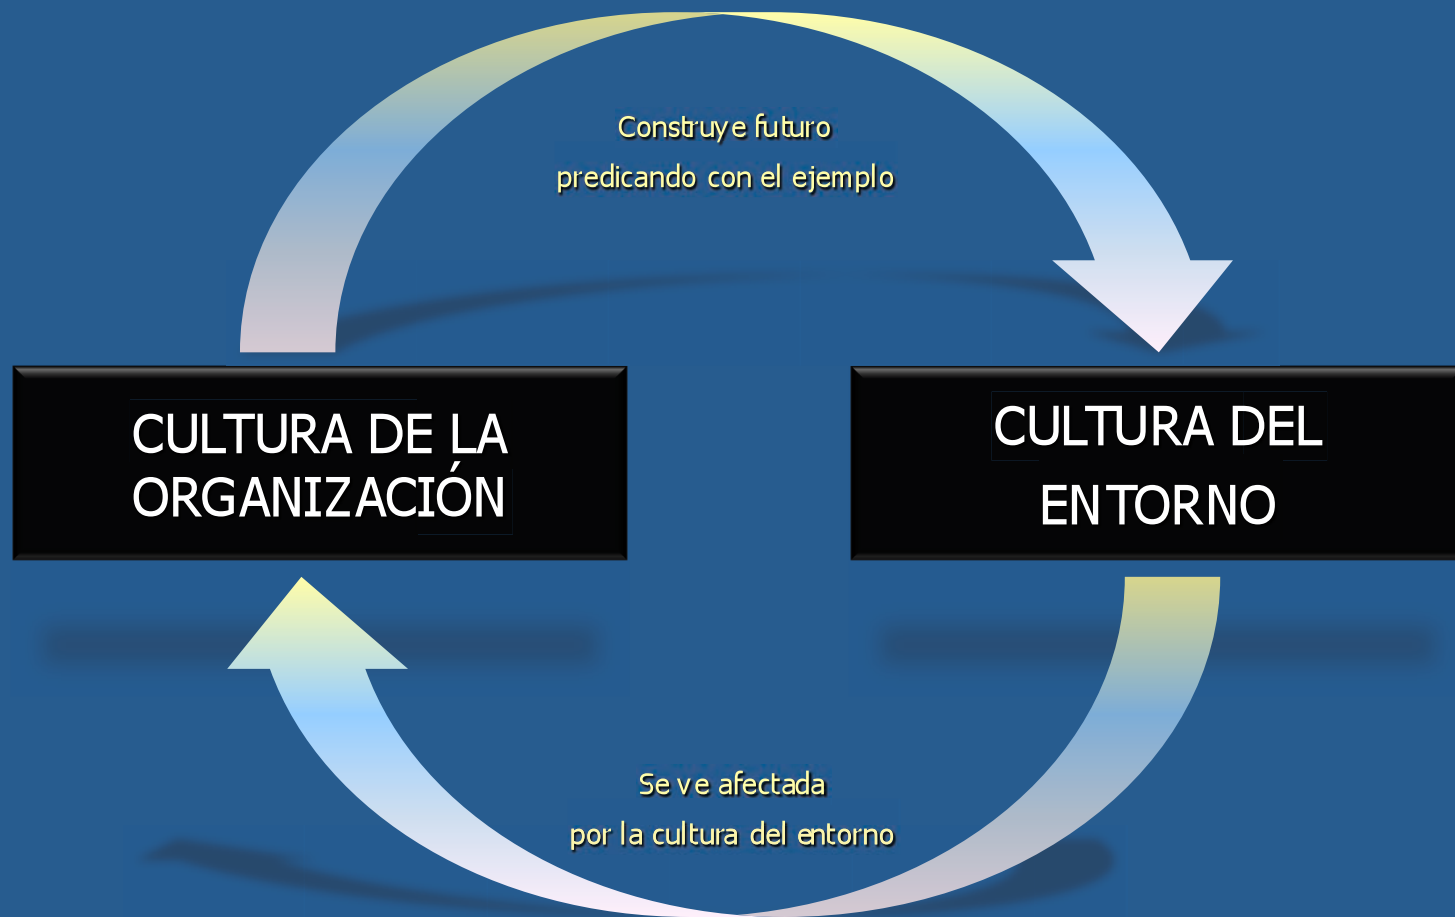 Construye futuro
predicando con el ejemplo
CULTURA DE LA
ORGANIZACIÓN
CULTURA DEL
ENTORNO
Se ve afectada
por la cultura del entorno